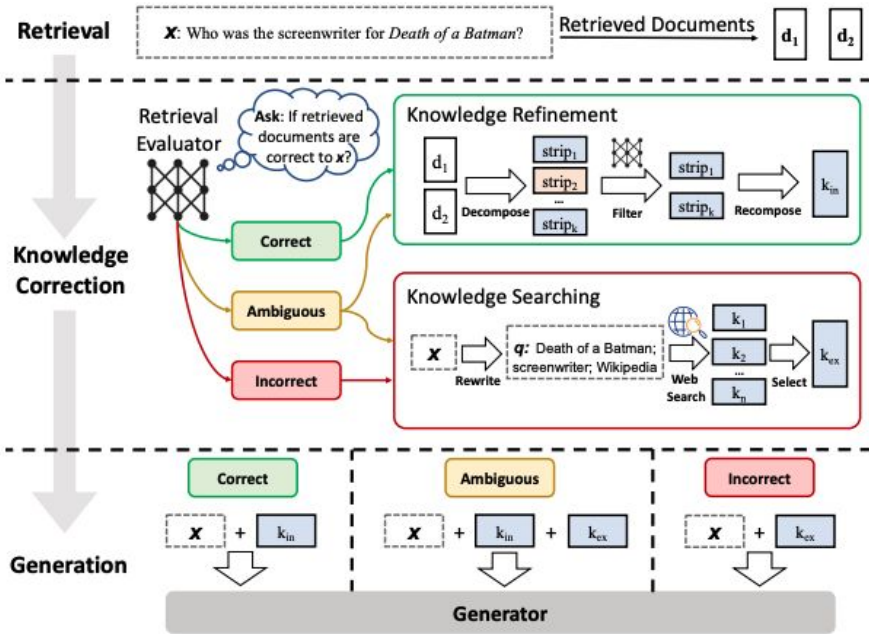 Retrieval
x: Who was the screenwriter for Death of a Batman?
Retrieved Documents
d1
d2
Retrieval
Evaluator
Ask: If retrieved
documents are
correct to x?
Knowledge
Correction
Correct
Ambiguous
Incorrect
Knowledge Refinement
d1
d2
Decompose
strip1
strip2
...
stripk
Filter
strip1
stripk
Recompose
kin
Knowledge Searching
x
Rewrite
q: Death of a Batman;
screenwriter; Wikipedia
Web
Search
k1
k2
...
kn
Select
kex
Generation
Correct
x + kin
Ambiguous
x + kin + kex
Incorrect
x + kex
Generator